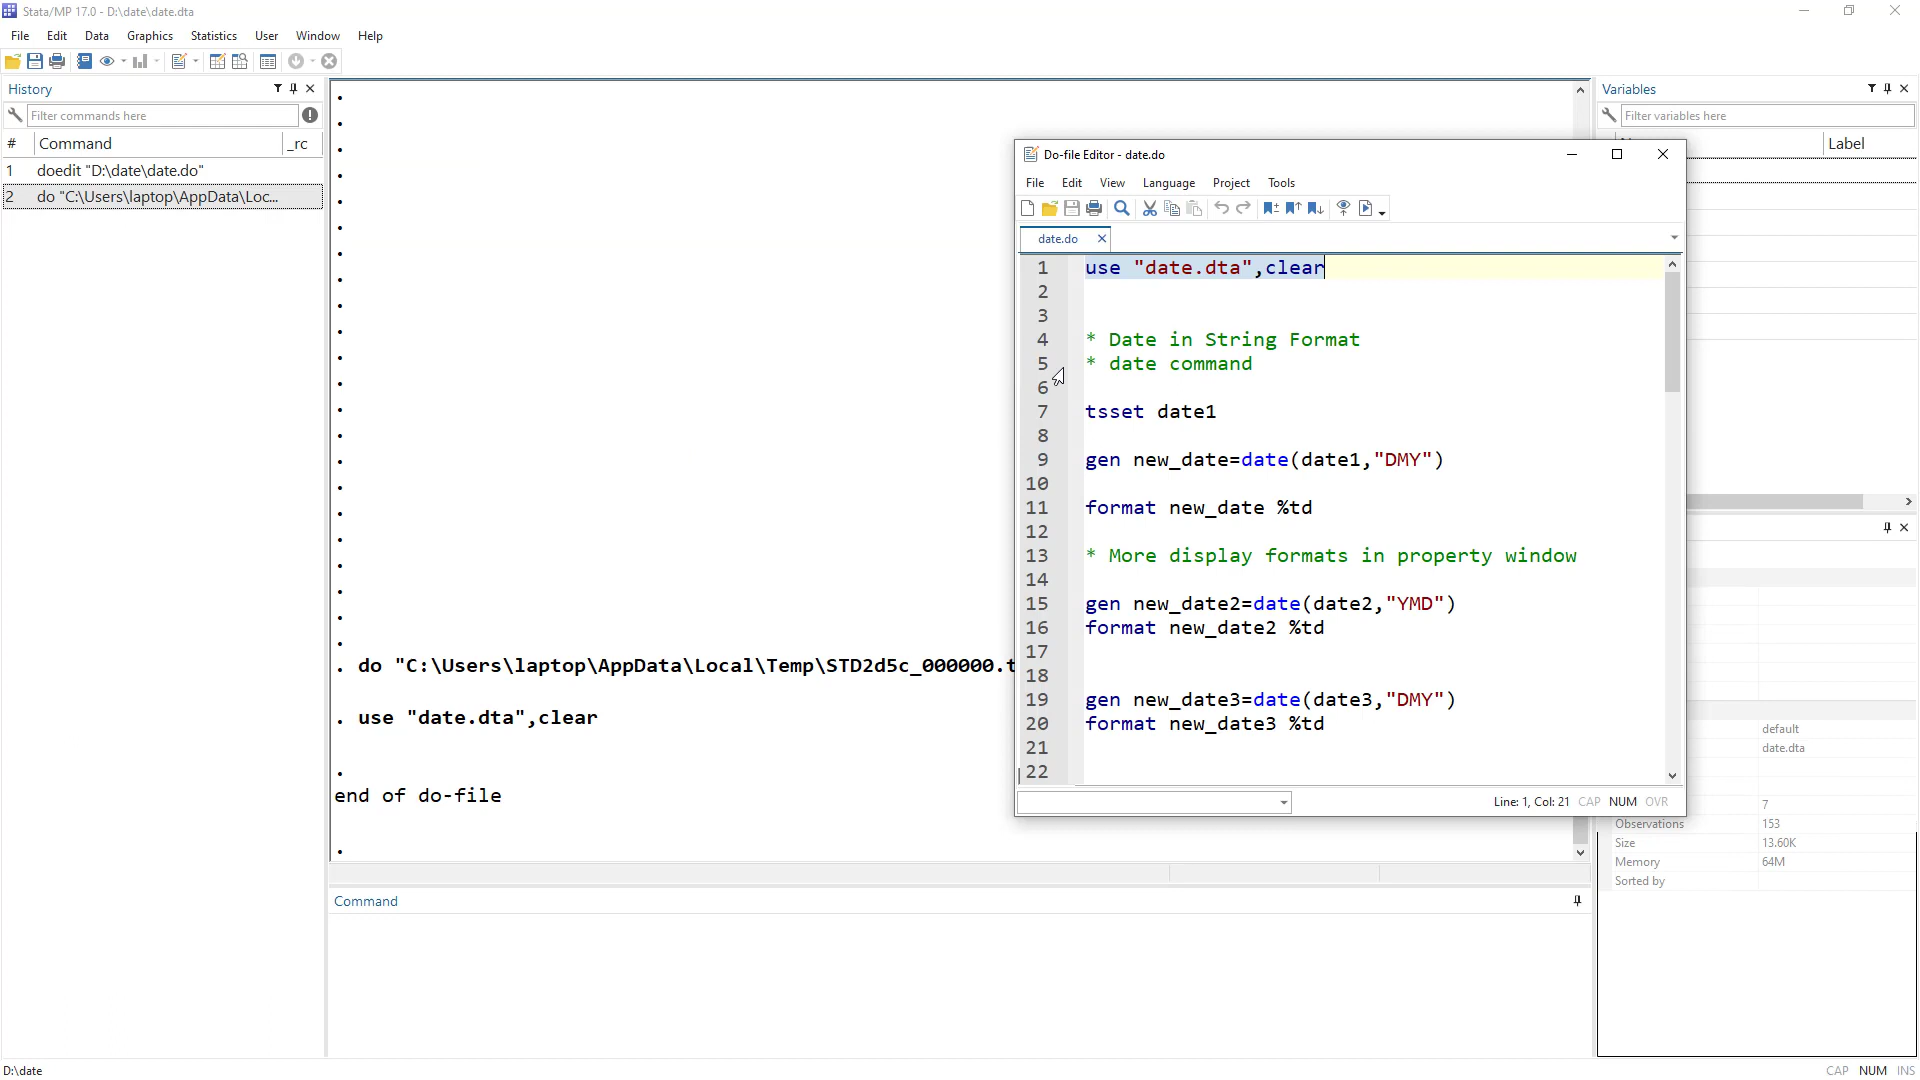 Stata/MP 17.0 - D:\date\date.dta
File Edit Data Graphics Statistics User Window Help
History
Filter commands here
# Command _rc
1 doedit "D:\date\date.do"
2 do "C:\Users\laptop\AppData\Loc...
. do "C:\Users\laptop\AppData\Local\Temp\STD2d5c_000000.t
. use "date.dta",clear
.
end of do-file
.
Command
Do-file Editor - date.do
File Edit View Language Project Tools
date.do
1 use "date.dta",clear
2
3
4 * Date in String Format
5 * date command
6
7 tsset date1
8
9 gen new_date=date(date1,"DMY")
10
11 format new_date %td
12
13 * More display formats in property window
14
15 gen new_date2=date(date2,"YMD")
16 format new_date2 %td
17
18
19 gen new_date3=date(date3,"DMY")
20 format new_date3 %td
21
22
Line: 1, Col: 21 CAP NUM OVR
Variables
Filter variables here
Label
default
date.dta
7
Observations 153
Size 13.60K
Memory 64M
Sorted by
D:\date
CAP NUM INS